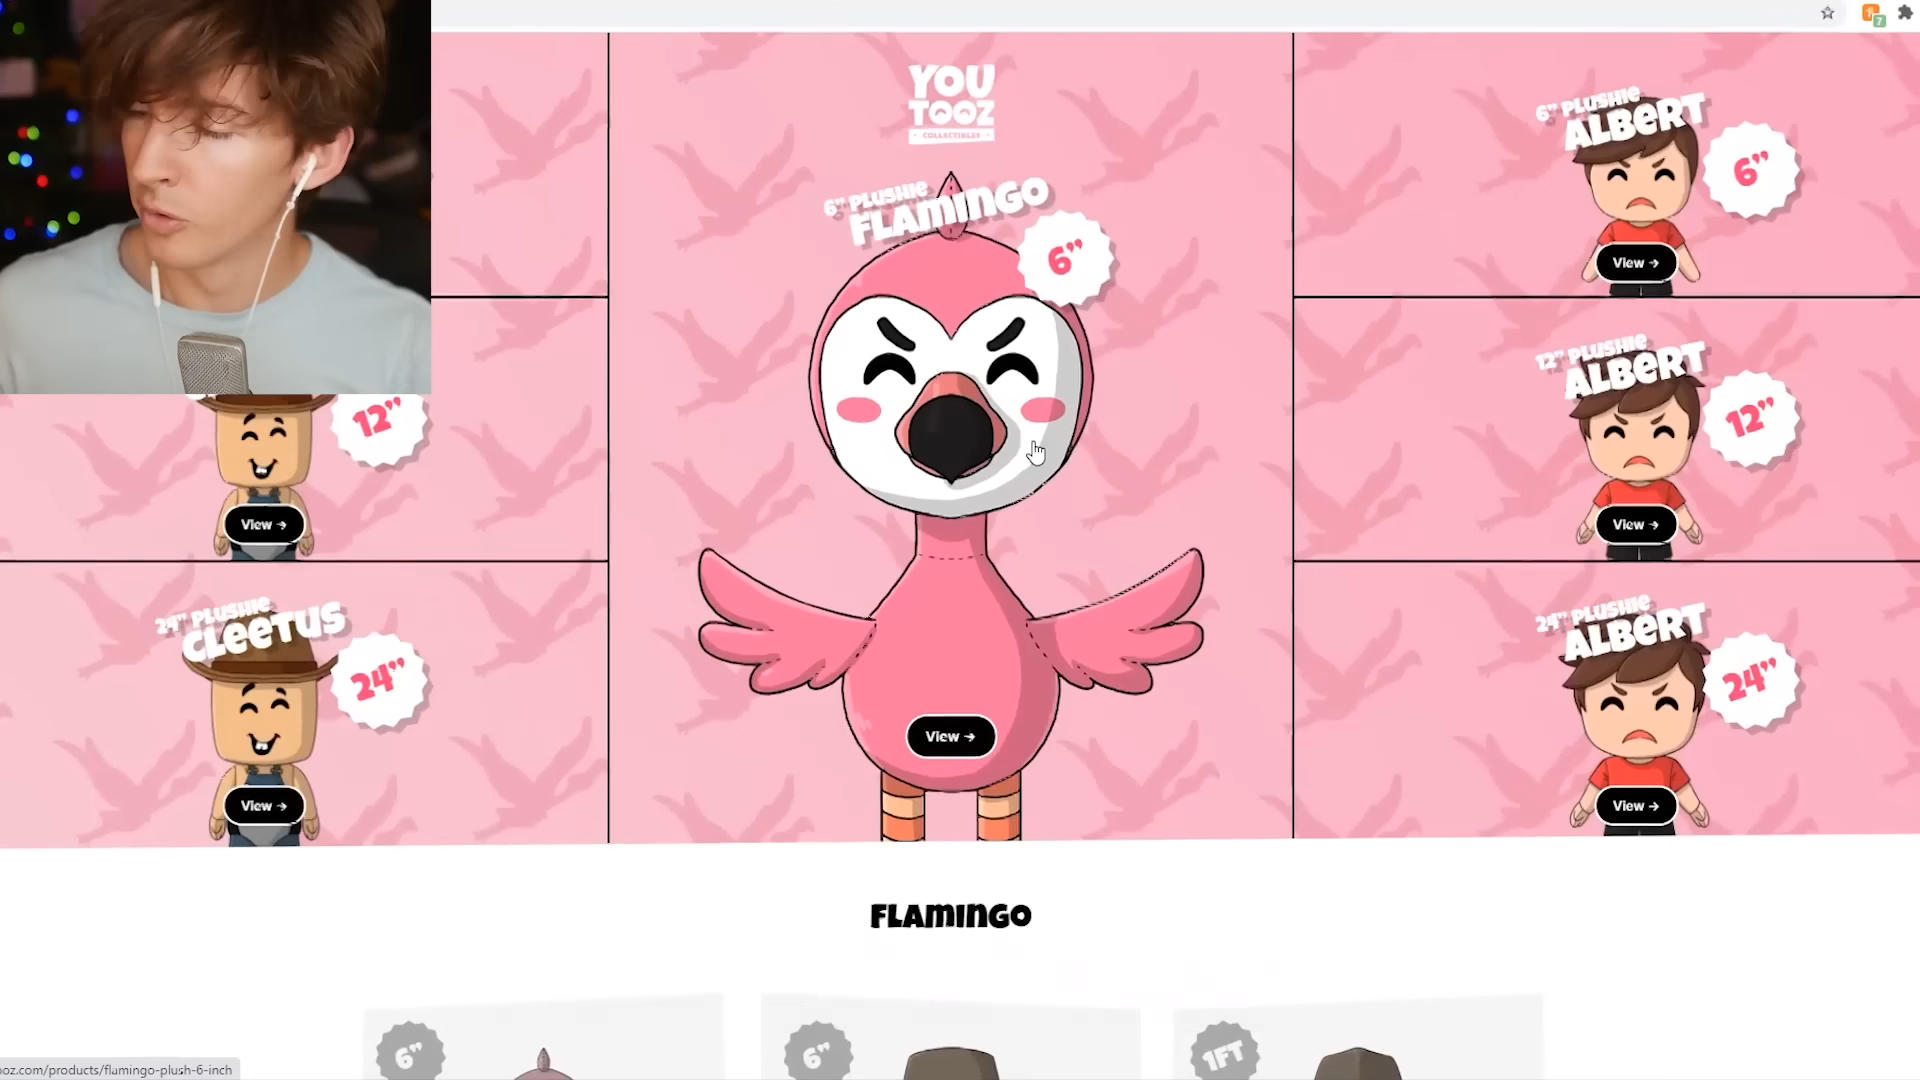 7
YOU
TOOZ
COLLECTIBLES
6" PLUSHIE
FLAMINGO
6"
View →
12"
View →
24" PLUSHIE
CLEETUS
24"
View →
6" PLUSHIE
ALBERT
6"
View →
12" PLUSHIE
ALBERT
12"
View →
24" PLUSHIE
ALBERT
24"
View →
FLAMINGO
6"
6"
1FT
ooz.com/products/flamingo-plush-6-inch